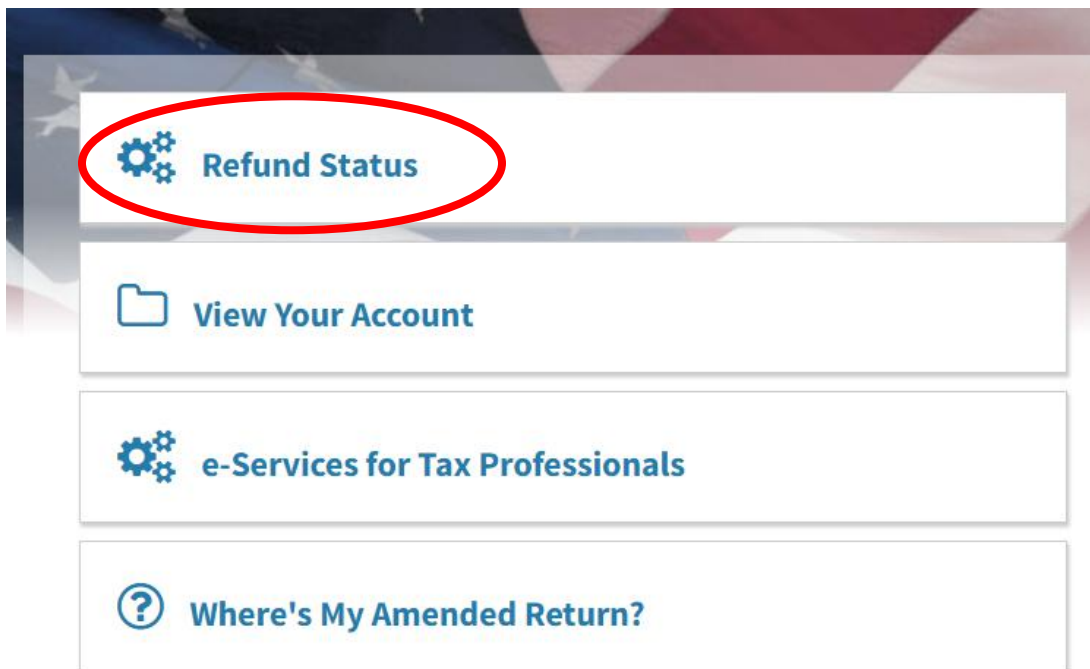 Refund Status
View Your Account
e-Services for Tax Professionals
Where's My Amended Return?